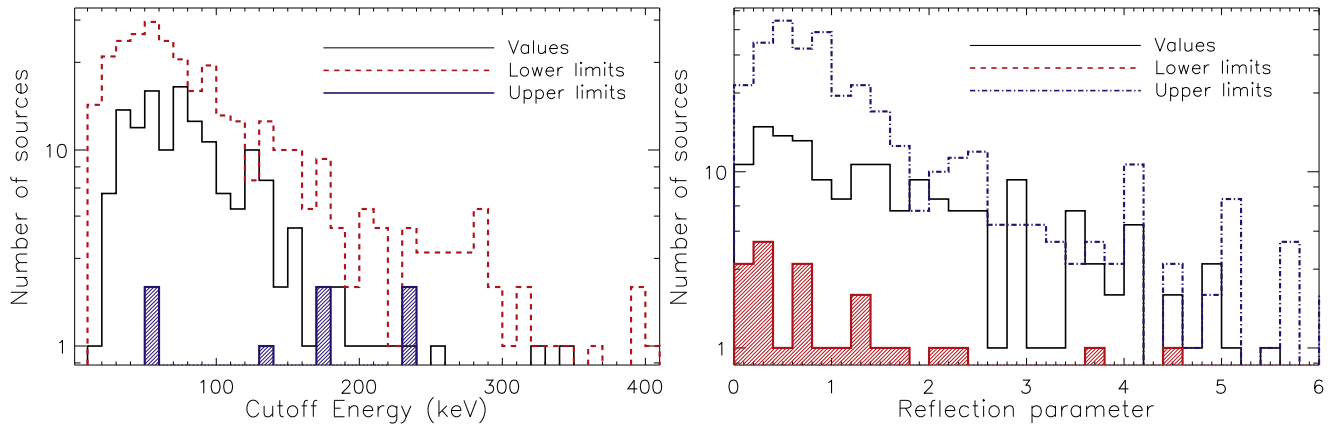 Number of sources
10
1
Values
Lower limits
Upper limits
100
200
300
400
Cutoff Energy (keV)
Number of sources
10
1
Values
Lower limits
Upper limits
0
1
2
3
4
5
6
Reflection parameter